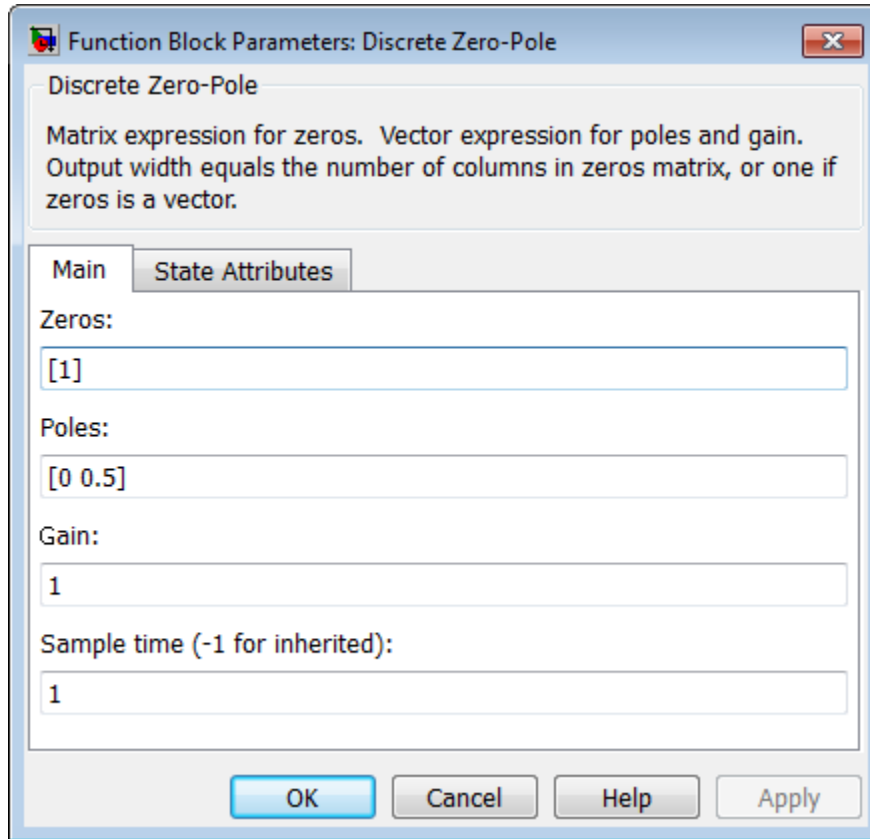 Function Block Parameters: Discrete Zero-Pole
Discrete Zero-Pole
Matrix expression for zeros.  Vector expression for poles and gain.
Output width equals the number of columns in zeros matrix, or one if
zeros is a vector.
Main
State Attributes
Zeros:
[1]
Poles:
[0 0.5]
Gain:
1
Sample time (-1 for inherited):
1
OK
Cancel
Help
Apply